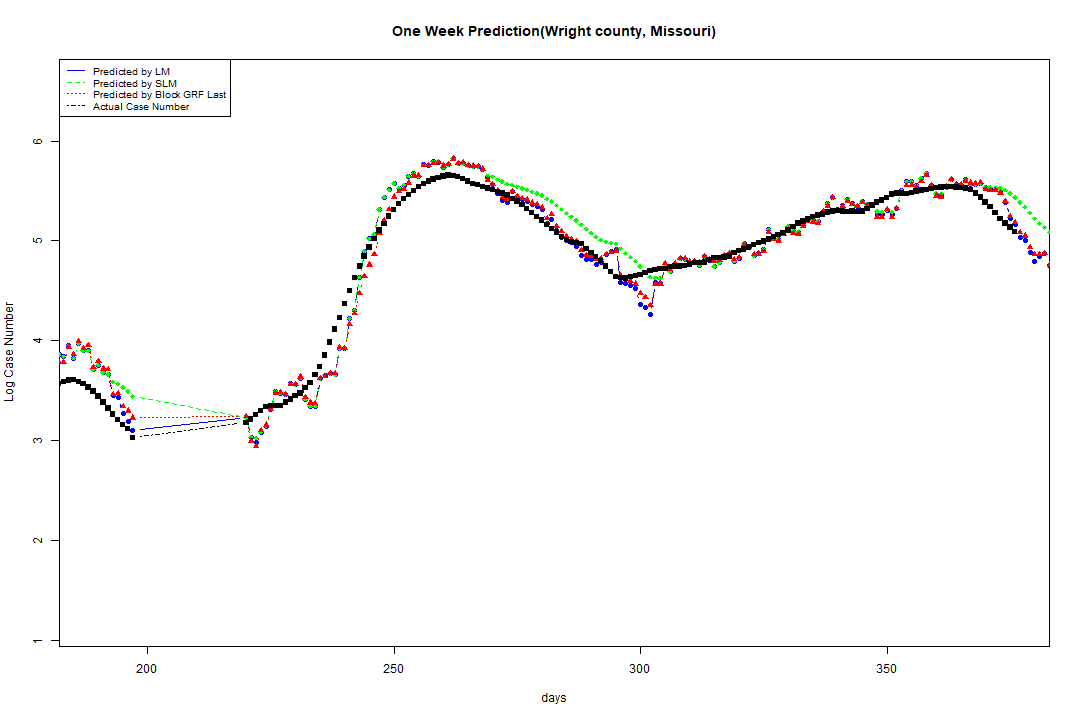 One Week Prediction(Wright county, Missouri)
Predicted by LM
Predicted by SLM
Predicted by Block GRF Last
Actual Case Number
6
5
4
3
2
1
Log Case Number
200
250
300
350
days